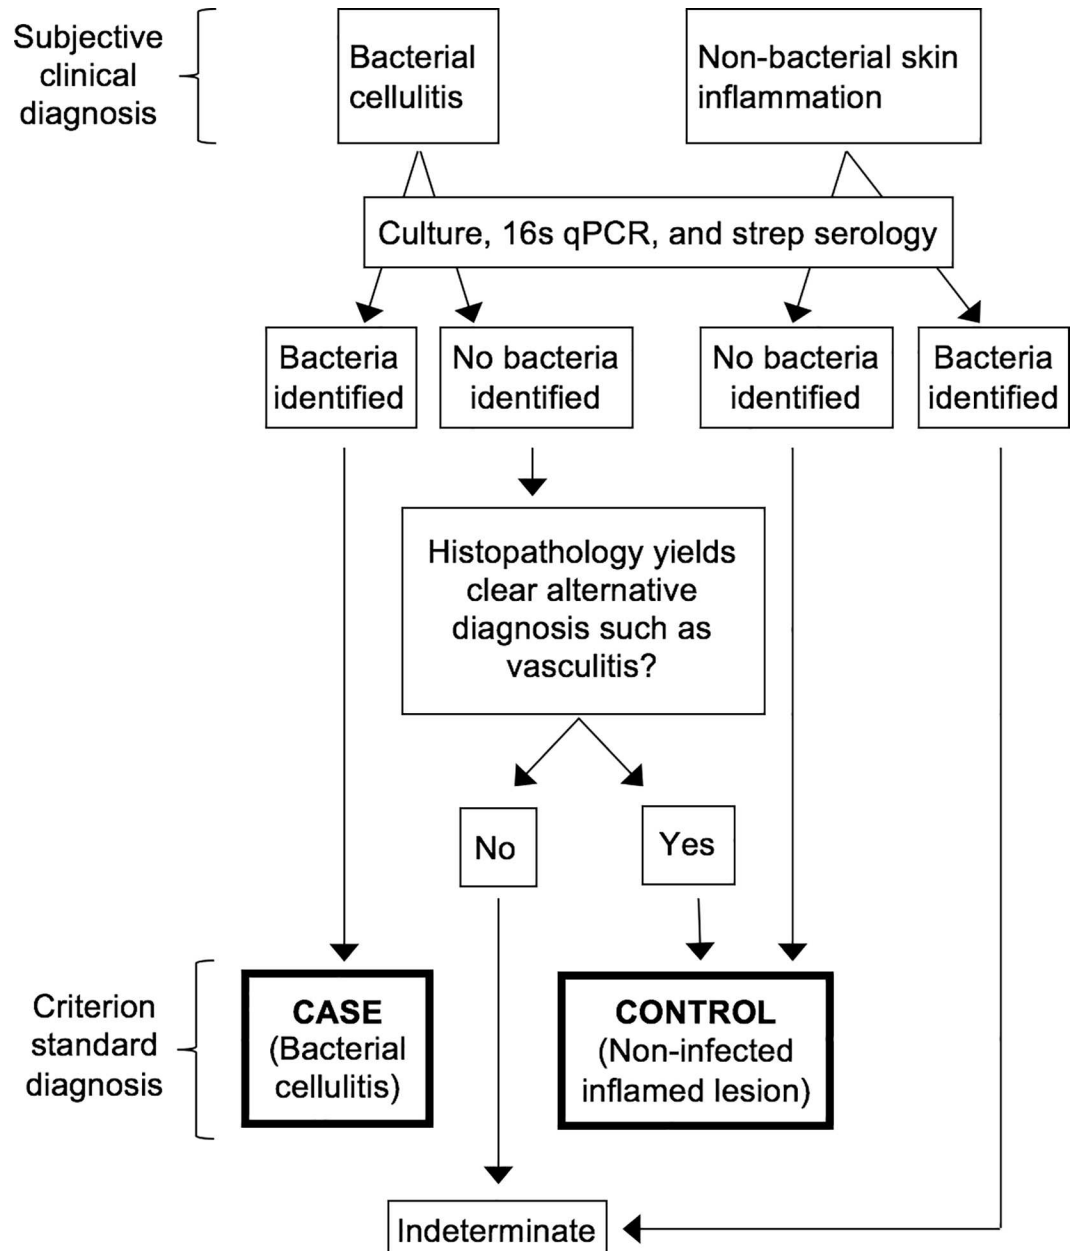 Subjective
clinical
diagnosis
Bacterial
cellulitis
Non-bacterial skin
inflammation
Culture, 16s qPCR, and strep serology
Bacteria
identified
No bacteria
identified
No bacteria
identified
Bacteria
identified
Histopathology yields
clear alternative
diagnosis such as
vasculitis?
No
Yes
Criterion
standard
diagnosis
CASE
(Bacterial
cellulitis)
CONTROL
(Non-infected
inflamed lesion)
Indeterminate